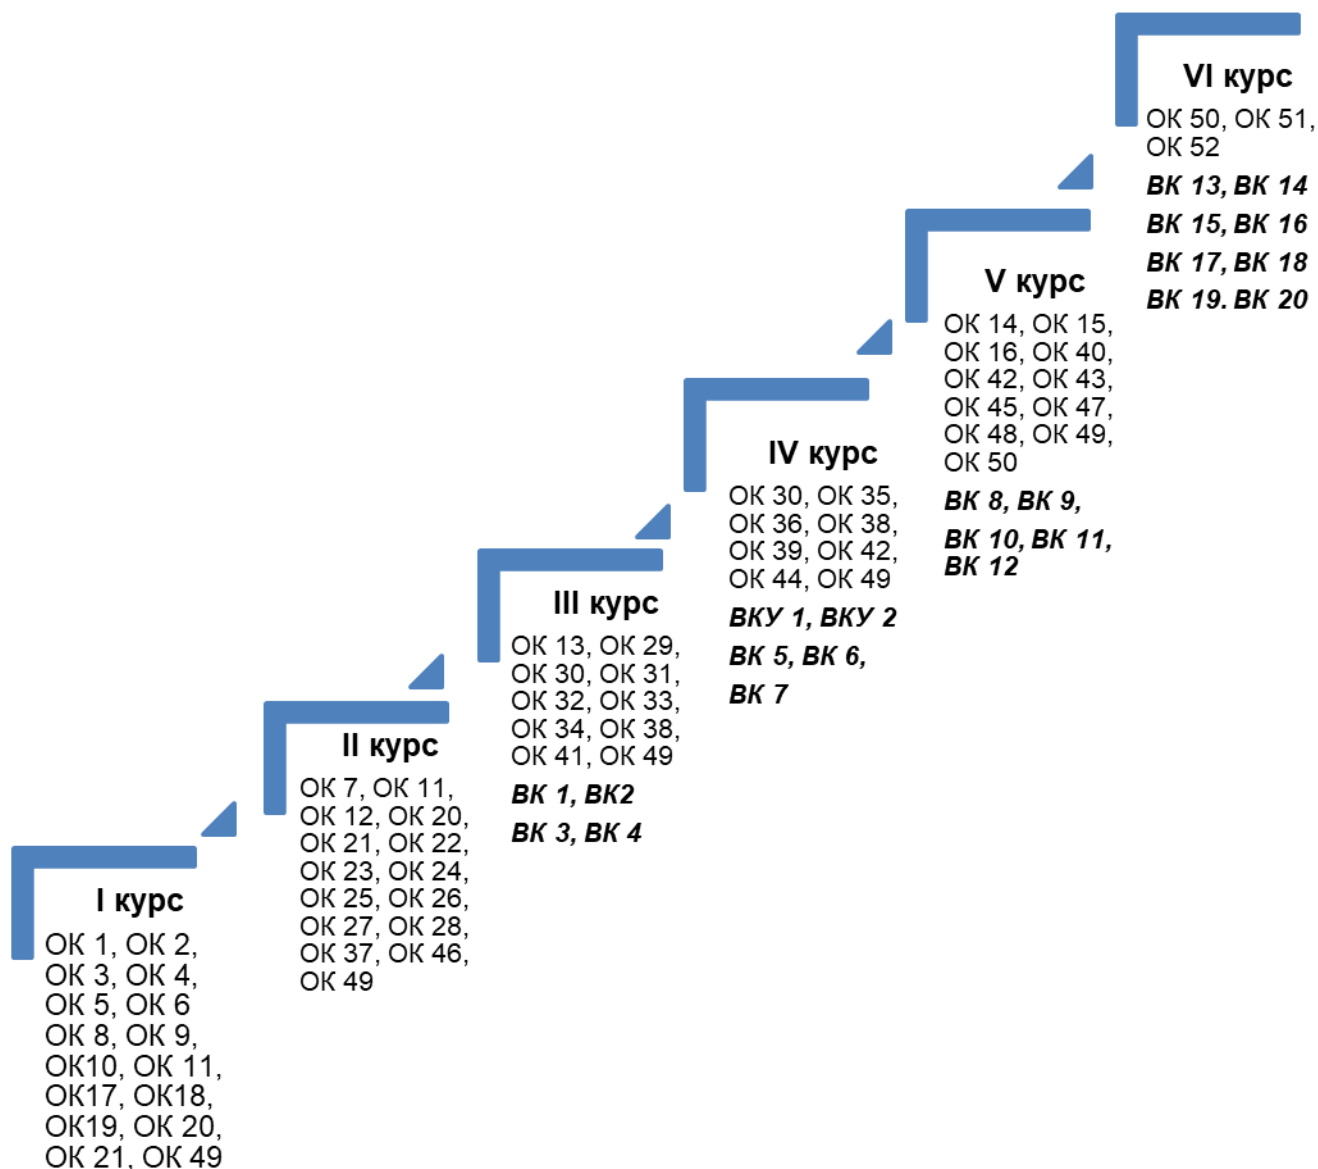 I курс
ОК 1, ОК 2,
ОК 3, ОК 4,
ОК 5, ОК 6
ОК 8, ОК 9,
ОК10, ОК 11,
ОК17, ОК18,
ОК19, ОК 20,
ОК 21, ОК 49
II курс
ОК 7, ОК 11,
ОК 12, ОК 20,
ОК 21, ОК 22,
ОК 23, ОК 24,
ОК 25, ОК 26,
ОК 27, ОК 28,
ОК 37, ОК 46,
ОК 49
III курс
ОК 13, ОК 29,
ОК 30, ОК 31,
ОК 32, ОК 33,
ОК 34, ОК 38,
ОК 41, ОК 49
ВК 1, ВК2
ВК 3, ВК 4
IV курс
ОК 30, ОК 35,
ОК 36, ОК 38,
ОК 39, ОК 42,
ОК 44, ОК 49
ВКУ 1, ВКУ 2
ВК 5, ВК 6,
ВК 7
V курс
ОК 14, ОК 15,
ОК 16, ОК 40,
ОК 42, ОК 43,
ОК 45, ОК 47,
ОК 48, ОК 49,
ОК 50
ВК 8, ВК 9,
ВК 10, ВК 11,
ВК 12
VI курс
ОК 50, ОК 51,
ОК 52
ВК 13, ВК 14
ВК 15, ВК 16
ВК 17, ВК 18
ВК 19. ВК 20